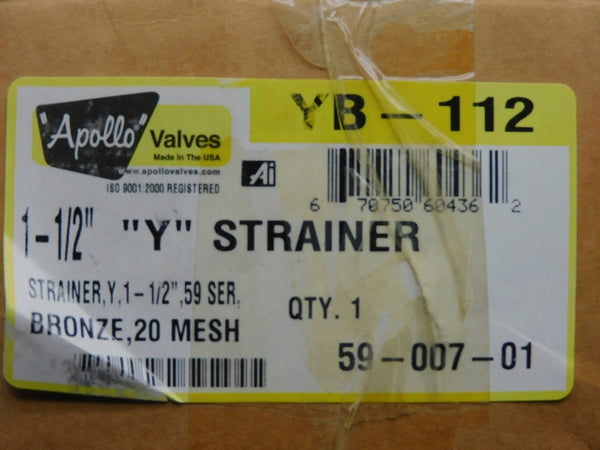 YB-112
"Apollo" Valves
Made In The USA
www.apollovalves.com
ISO 9001:2000 REGISTERED
Ai
6 70750 60436 2
1-1/2" "Y" STRAINER
STRAINER,Y,1-1/2",59 SER,
BRONZE,20 MESH
QTY. 1
59-007-01